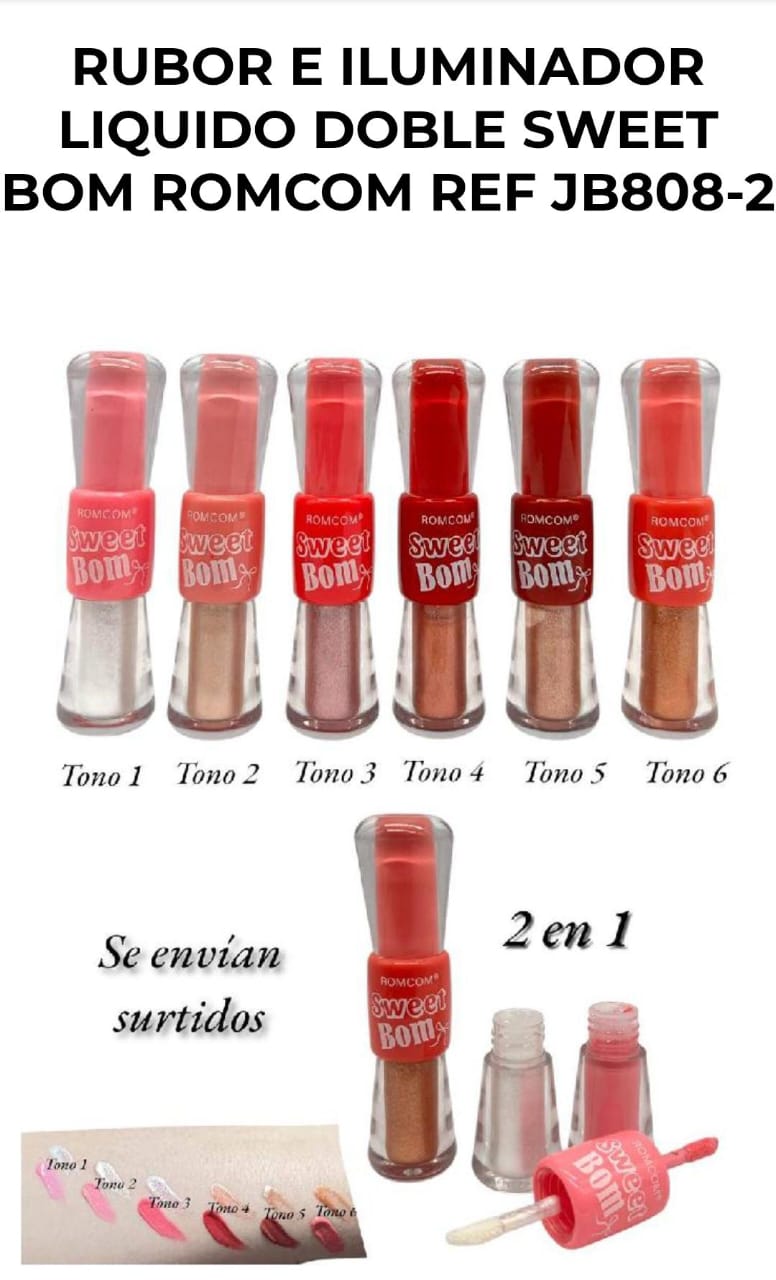 RUBOR E ILUMINADOR
LIQUIDO DOBLE SWEET
BOM ROMCOM REF JB808-2
ROMCOM®
Sweet
Bom
ROMCOM®
Sweet
Bom
ROMCOM®
Sweet
Bom
ROMCOM®
Sweet
Bom
ROMCOM®
Sweet
Bom
ROMCOM®
Sweet
Bom
Tono 1
Tono 2
Tono 3
Tono 4
Tono 5
Tono 6
Se envían
surtidos
2 en 1
ROMCOM®
Sweet
Bom
ROMCOM®
Sweet
Bom
Tono 1
Tono 2
Tono 3
Tono 4
Tono 5
Tono 6